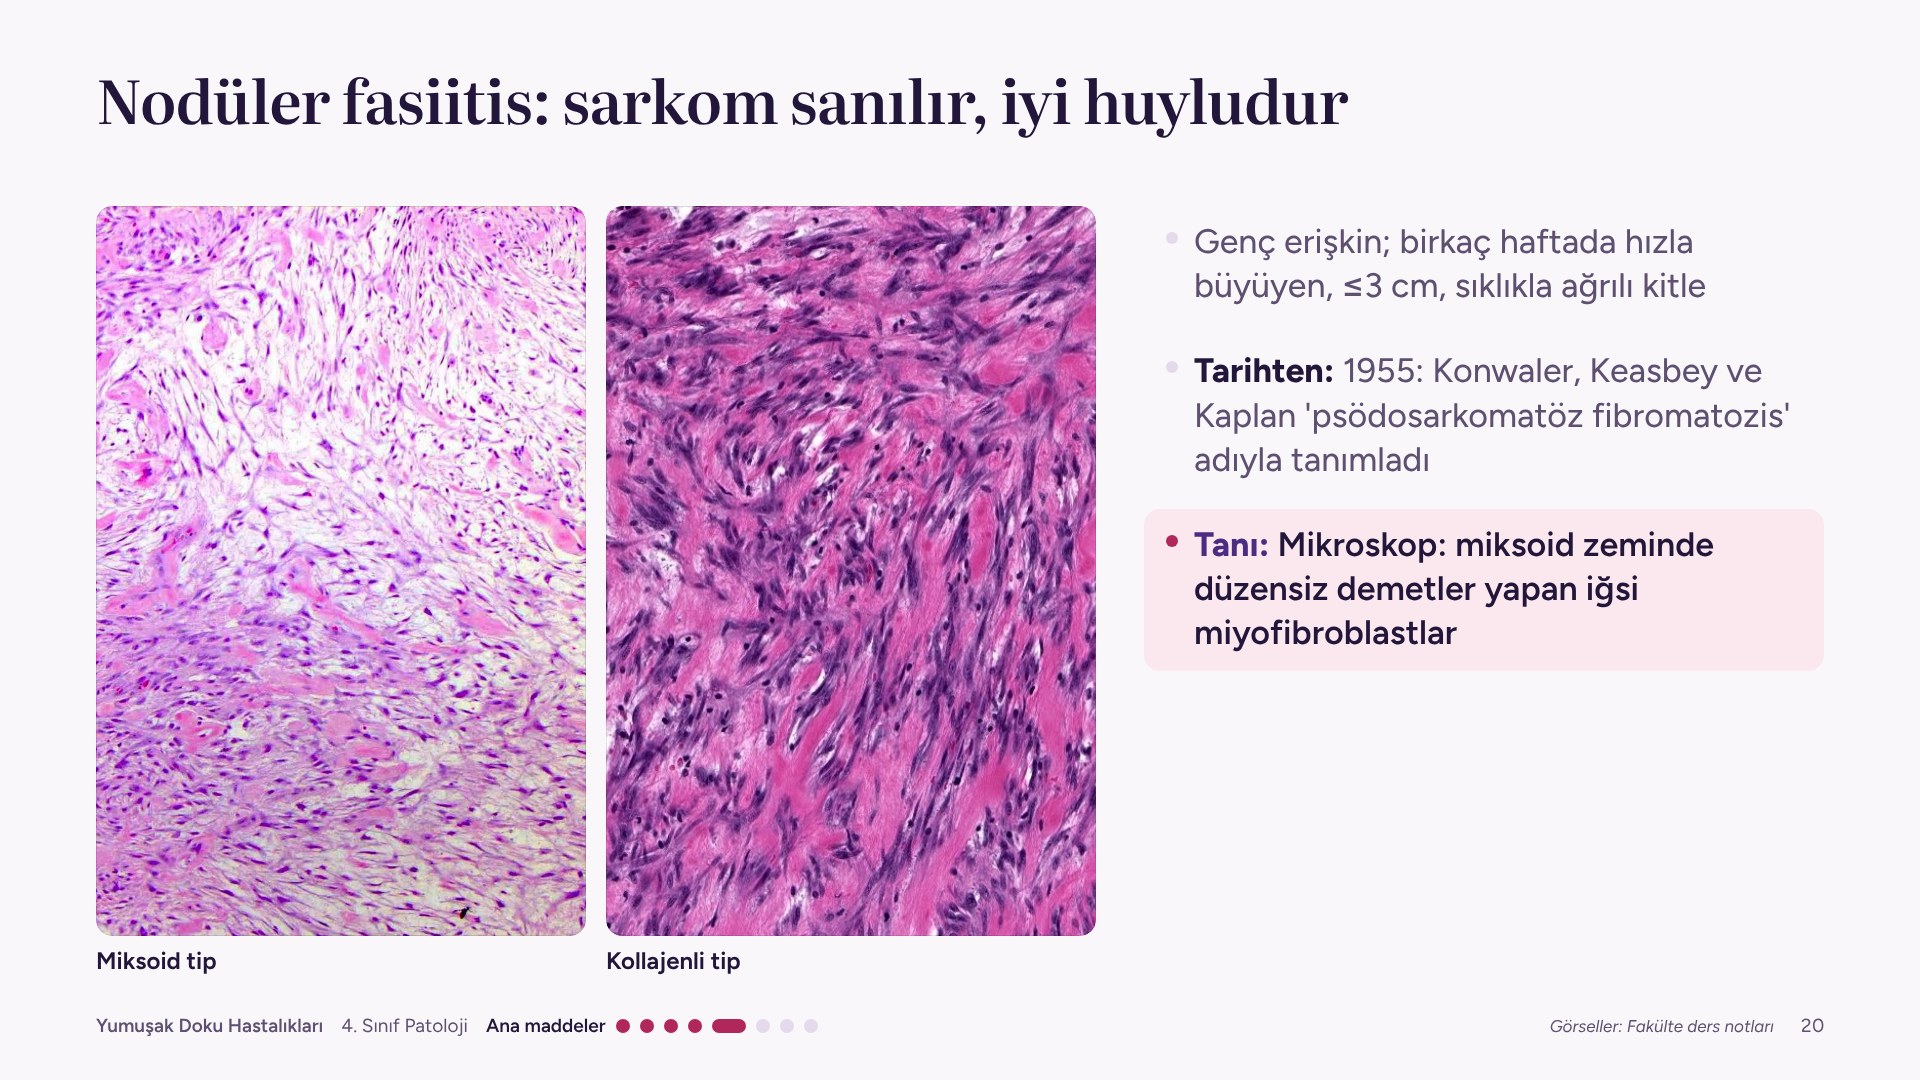 Nodüler fasiitis: sarkom sanılır, iyi huyludur
Genç erişkin; birkaç haftada hızla
büyüyen, ≤3 cm, sıklıkla ağrılı kitle
Tarihten: 1955: Konwaler, Keasbey ve
Kaplan 'psödosarkomatöz fibromatozis'
adıyla tanımladı
Tanı: Mikroskop: miksoid zeminde
düzensiz demetler yapan iğsi
miyofibroblastlar
Miksoid tip
Kollajenli tip
Yumuşak Doku Hastalıkları 4. Sınıf Patoloji Ana maddeler
Görseller: Fakülte ders notları 20